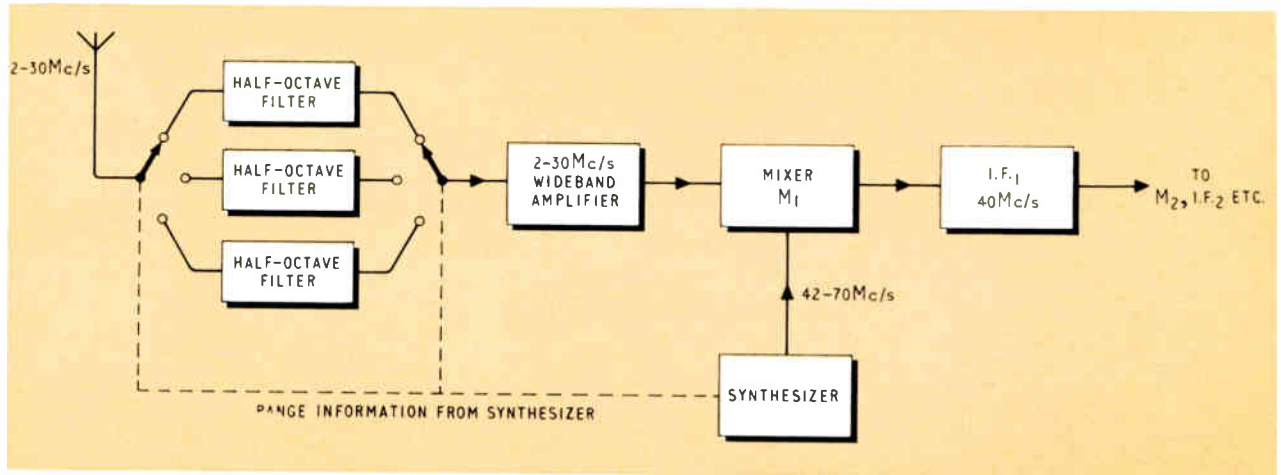 2-30Mc/s
HALF-OCTAVE
FILTER
HALF-OCTAVE
FILTER
HALF-OCTAVE
FILTER
2-30Mc/s
WIDEBAND
AMPLIFIER
MIXER
M1
I.F.1
40Mc/s
TO
M2, I.F.2 ETC.
42-70Mc/s
SYNTHESIZER
RANGE INFORMATION FROM SYNTHESIZER